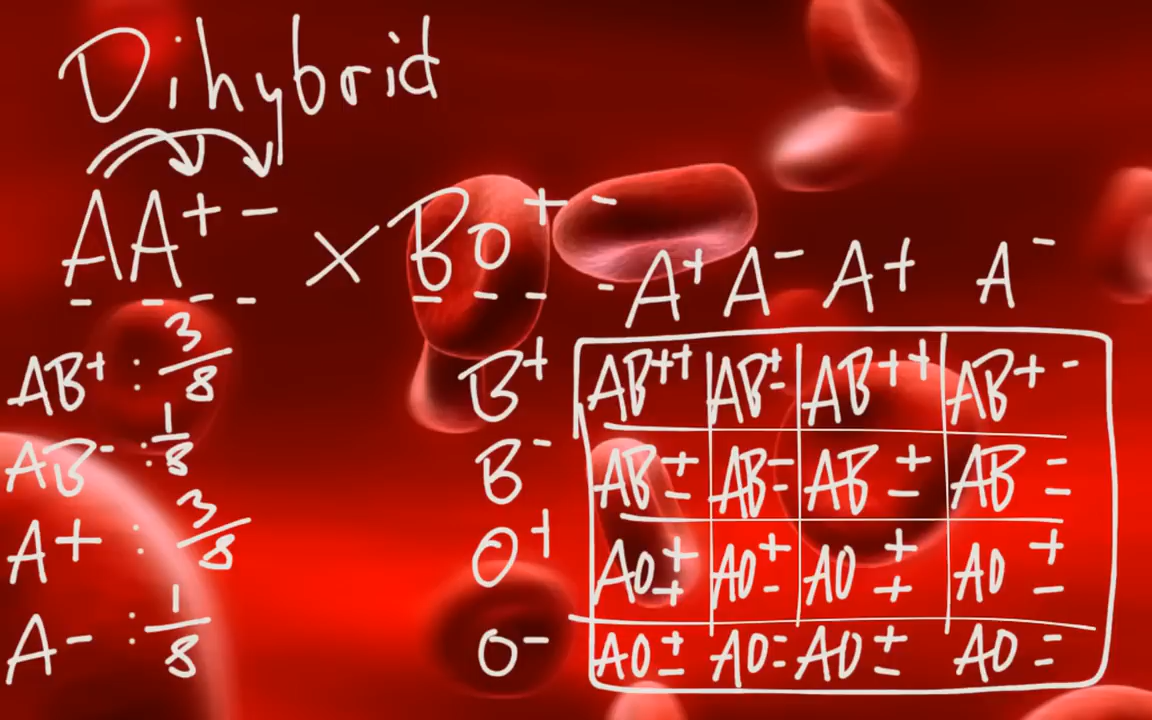 Dihybrid
AA+- × BO+-
A+ A- A+ A-
AB+ : 3/8
AB- : 1/8
A+ : 3/8
A- : 1/8
B+ AB++ AB+- AB++ AB+-
B- AB+- AB-- AB+- AB--
O+ AO++ AO+- AO++ AO+-
O- AO+- AO-- AO+- AO--